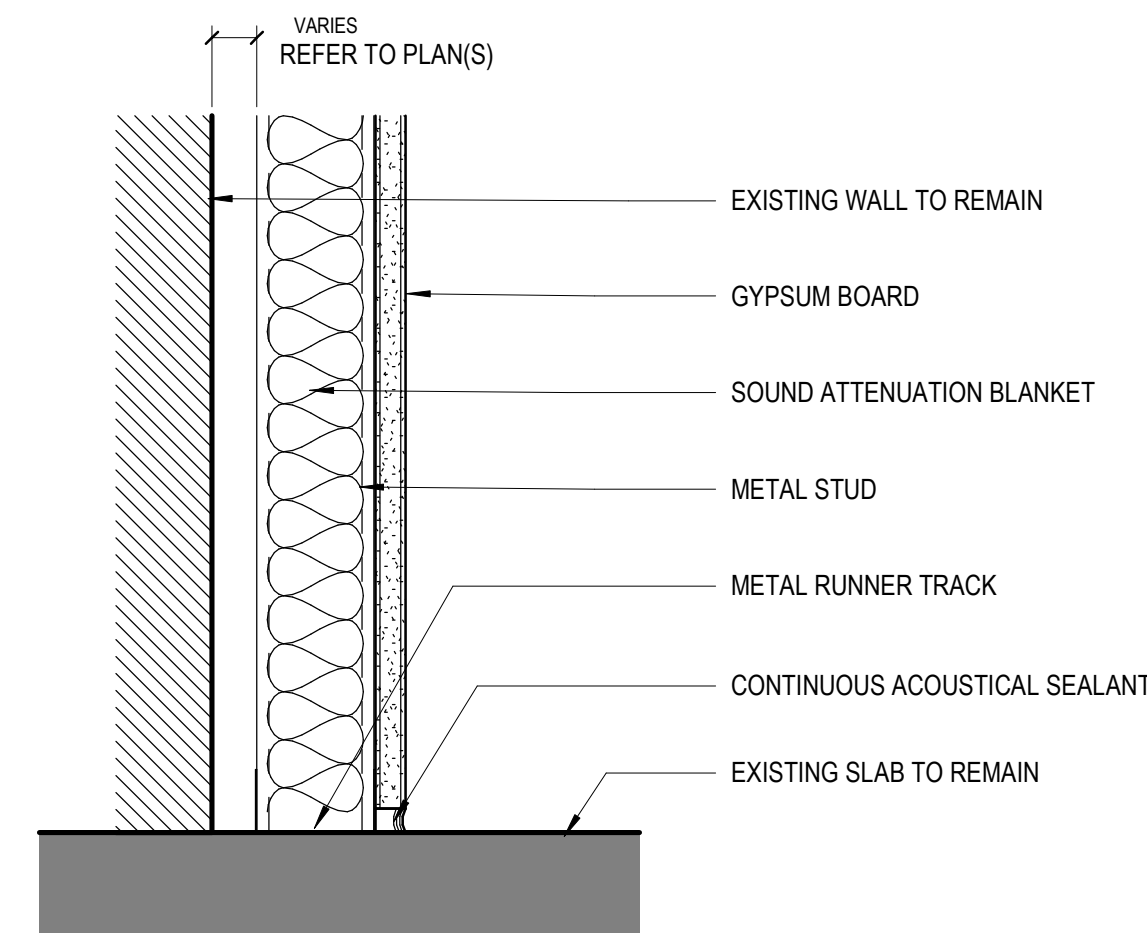 VARIES
REFER TO PLAN(S)
EXISTING WALL TO REMAIN
GYPSUM BOARD
SOUND ATTENUATION BLANKET
METAL STUD
METAL RUNNER TRACK
CONTINUOUS ACOUSTICAL SEALANT
EXISTING SLAB TO REMAIN